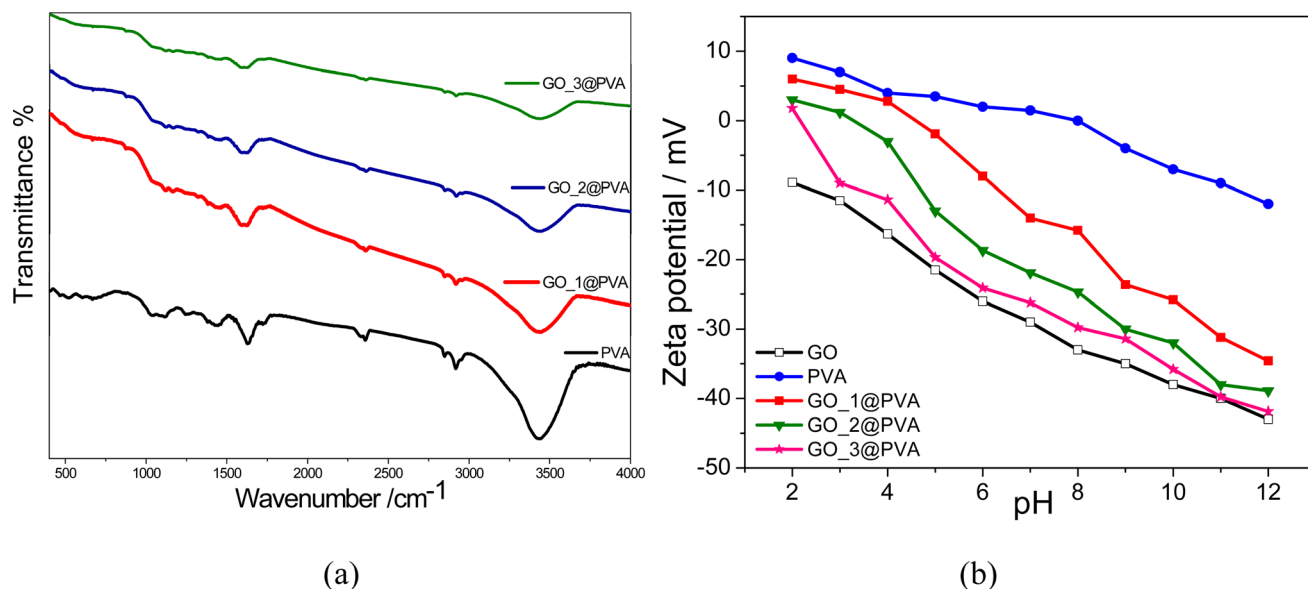 Transmittance %
GO_3@PVA
GO_2@PVA
GO_1@PVA
PVA
500 1000 1500 2000 2500 3000 3500 4000
Wavenumber /cm-1
(a)
Zeta potential / mV
10
0
-10
-20
-30
-40
-50
GO
PVA
GO_1@PVA
GO_2@PVA
GO_3@PVA
2 4 6 8 10 12
pH
(b)